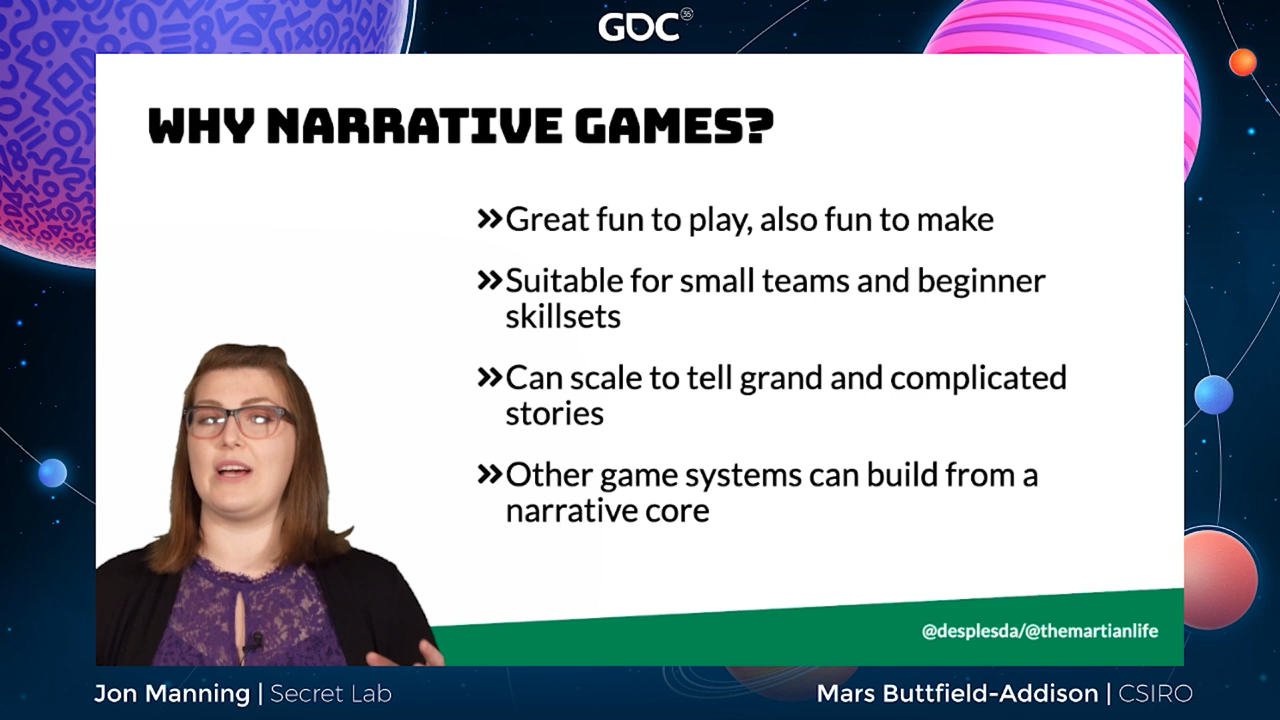 GDC 35
WHY NARRATIVE GAMES?
»Great fun to play, also fun to make
»Suitable for small teams and beginner
skillsets
»Can scale to tell grand and complicated
stories
»Other game systems can build from a
narrative core
@desplesda/@themartianlife
Jon Manning | Secret Lab
Mars Buttfield-Addison | CSIRO